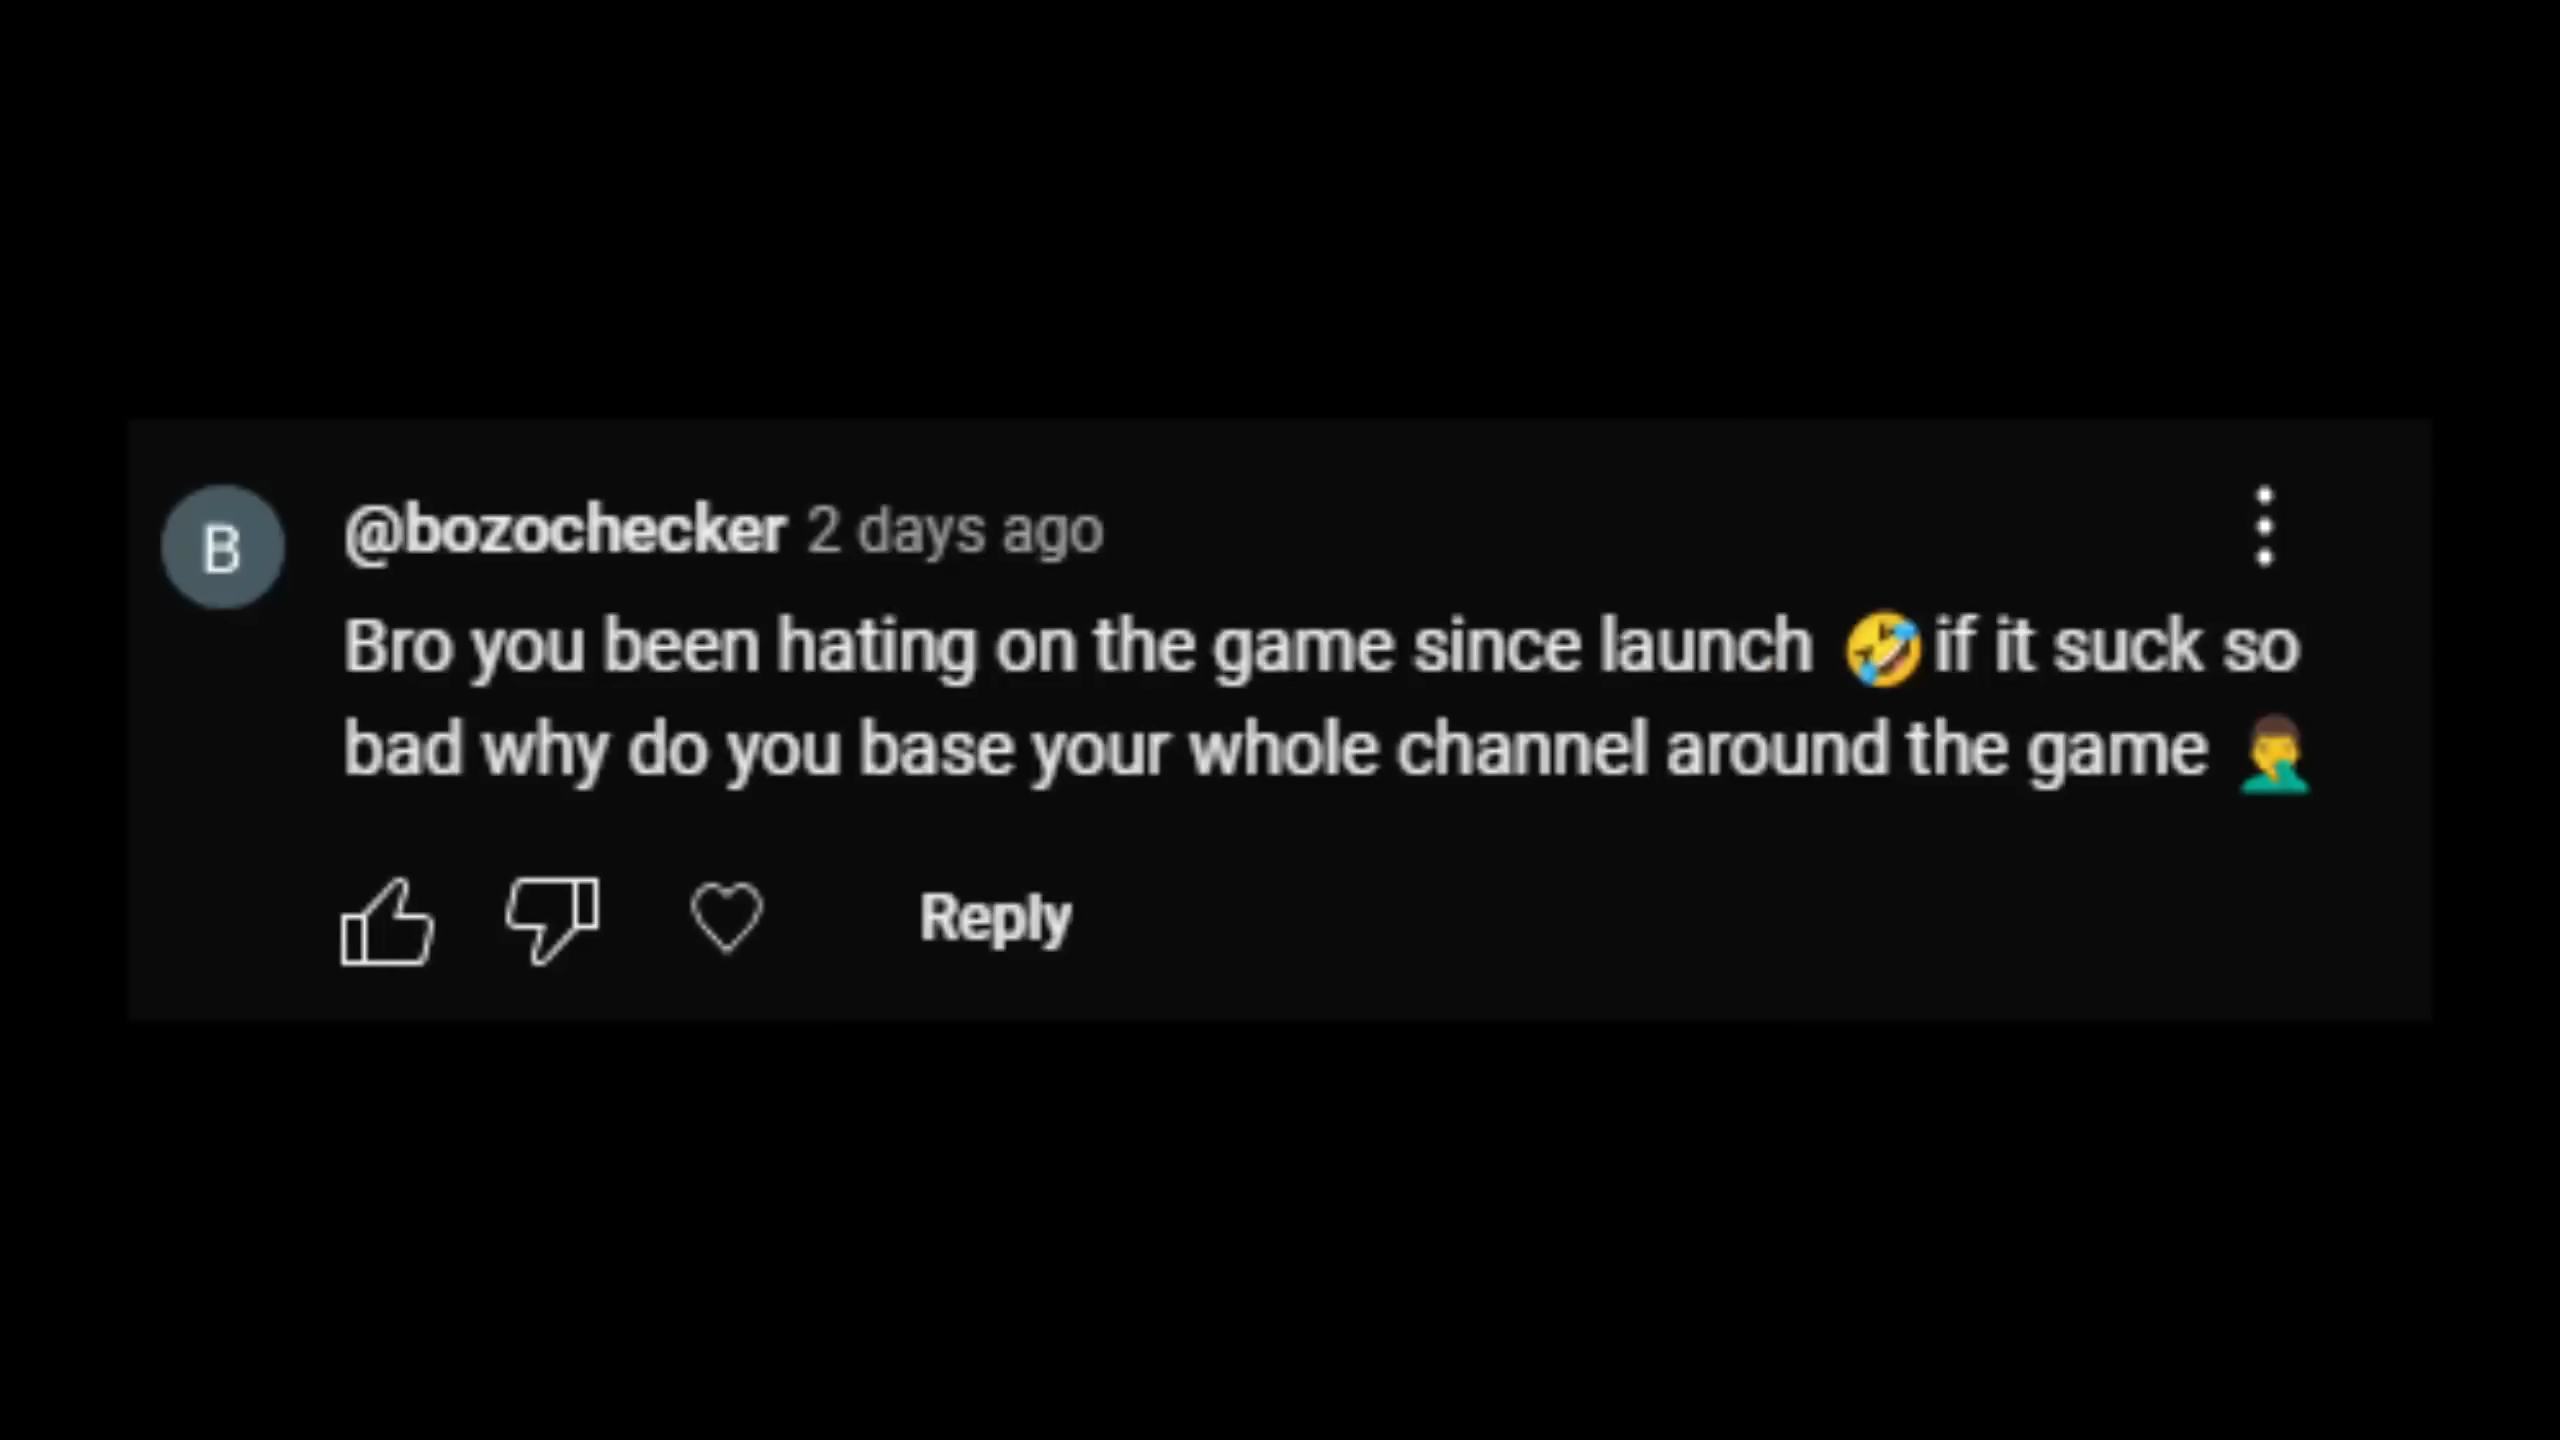 B
@bozochecker 2 days ago
Bro you been hating on the game since launch 🤣 if it suck so
bad why do you base your whole channel around the game 🤦‍♂️
Reply